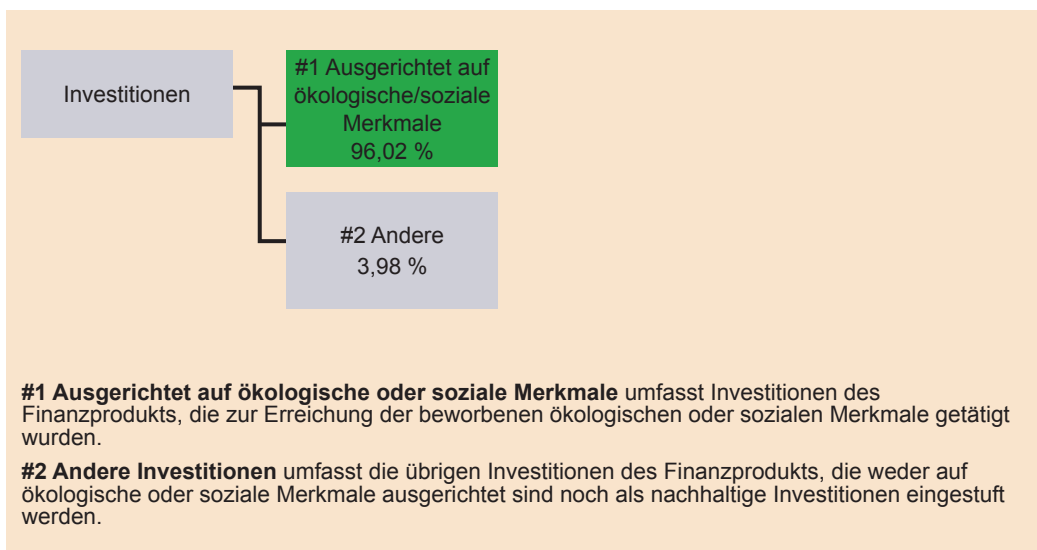 Investitionen
#1 Ausgerichtet auf
ökologische/soziale
Merkmale
96,02 %
#2 Andere
3,98 %
#1 Ausgerichtet auf ökologische oder soziale Merkmale umfasst Investitionen des
Finanzprodukts, die zur Erreichung der beworbenen ökologischen oder sozialen Merkmale getätigt
wurden.
#2 Andere Investitionen umfasst die übrigen Investitionen des Finanzprodukts, die weder auf
ökologische oder soziale Merkmale ausgerichtet sind noch als nachhaltige Investitionen eingestuft
werden.